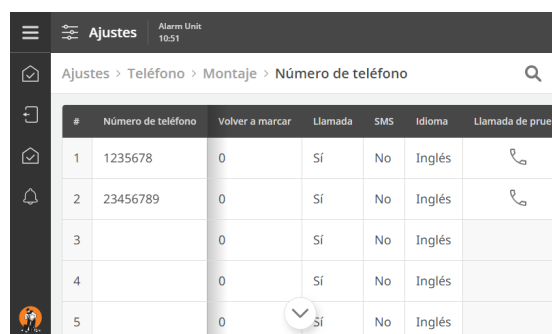 Ajustes
Alarm Unit
10:51
Ajustes > Teléfono > Montaje > Número de teléfono
# Número de teléfono Volver a marcar Llamada SMS Idioma Llamada de prue
1 1235678 0 Sí No Inglés
2 23456789 0 Sí No Inglés
3 0 Sí No Inglés
4 0 Sí No Inglés
5 0 Sí No Inglés